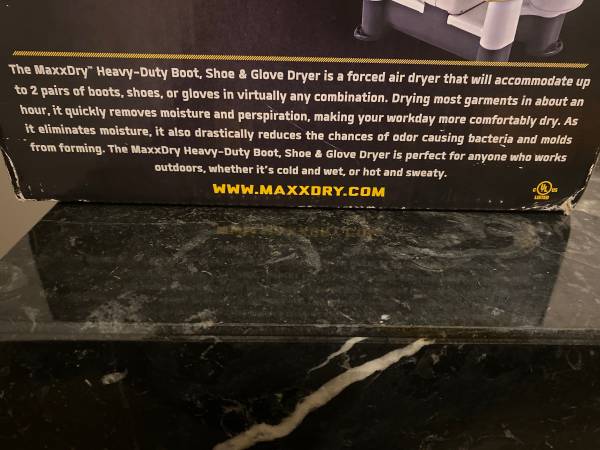 The MaxxDry™ Heavy-Duty Boot, Shoe & Glove Dryer is a forced air dryer that will accommodate up
to 2 pairs of boots, shoes, or gloves in virtually any combination. Drying most garments in about an
hour, it quickly removes moisture and perspiration, making your workday more comfortably dry. As
it eliminates moisture, it also drastically reduces the chances of odor causing bacteria and molds
from forming. The MaxxDry Heavy-Duty Boot, Shoe & Glove Dryer is perfect for anyone who works
outdoors, whether it's cold and wet, or hot and sweaty.
WWW.MAXXDRY.COM
C UL US
LISTED